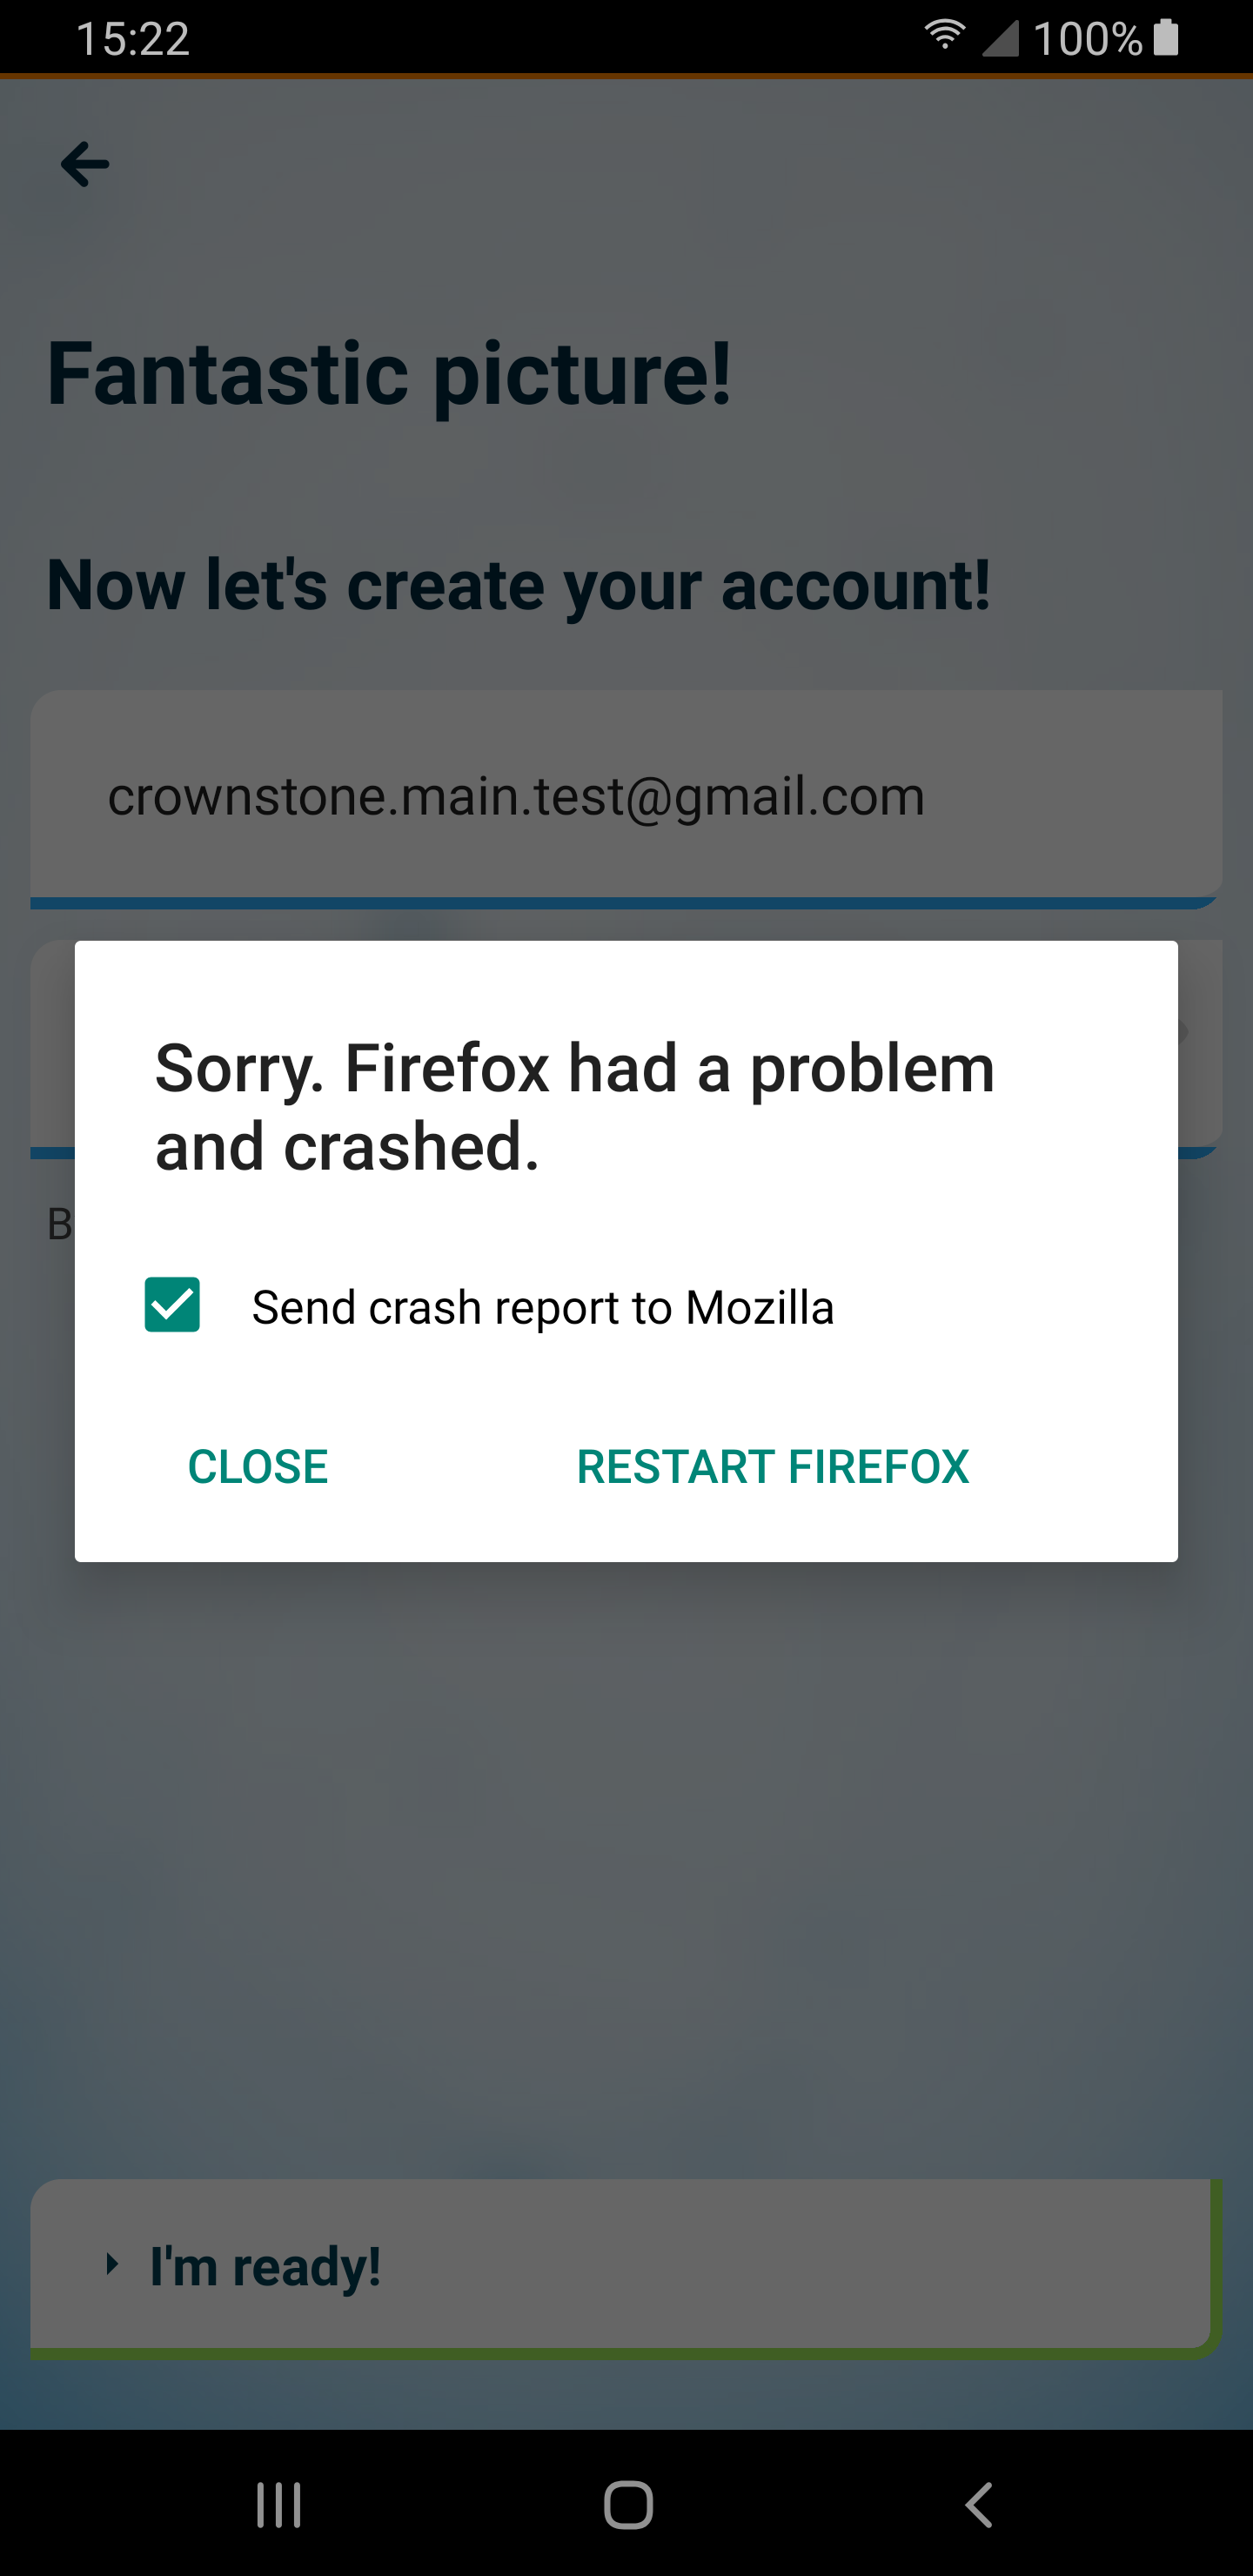 15:22 100%
Fantastic picture!
Now let's create your account!
crownstone.main.test@gmail.com
Sorry. Firefox had a problem
and crashed.
B
Send crash report to Mozilla
CLOSE RESTART FIREFOX
I'm ready!